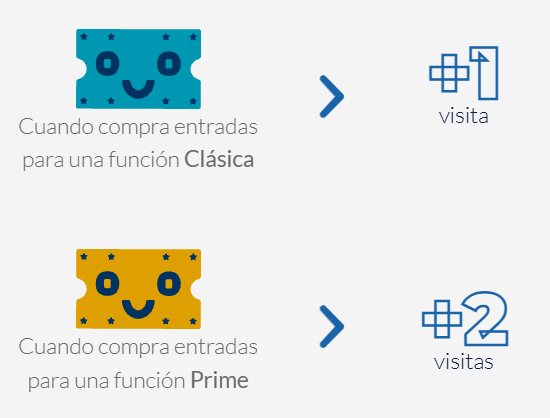 Cuando compra entradas
para una función Clásica
+1
visita
Cuando compra entradas
para una función Prime
+2
visitas